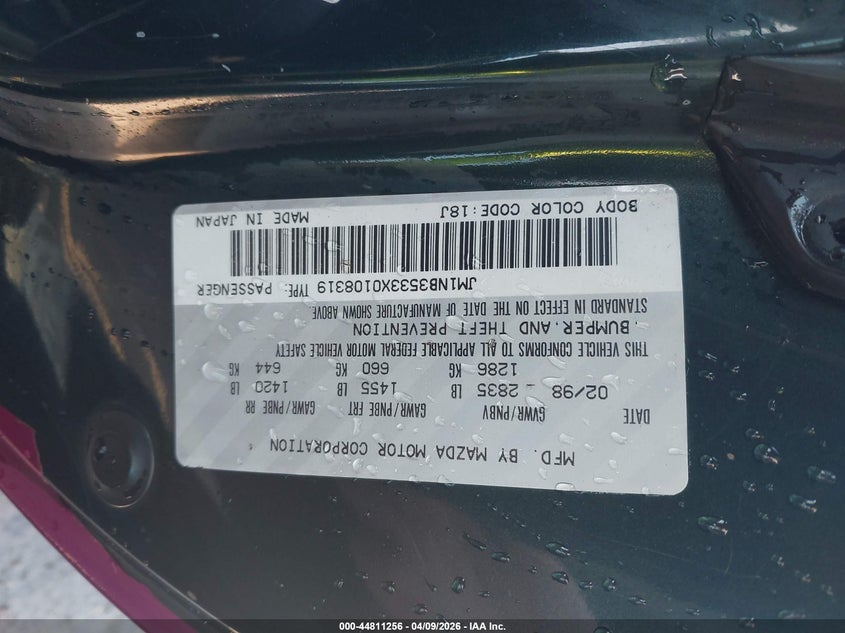 MFD. BY MAZDA MOTOR CORPORATION
DATE GVWR/PNBV GAWR/PNBE FRT GAWR/PNBE RR
02/98 - 2835 LB 1455 LB 1420 LB
1286 KG 660 KG 644 KG
THIS VEHICLE CONFORMS TO ALL APPLICABLE FEDERAL MOTOR VEHICLE SAFETY
.BUMPER.AND THEFT PREVENTION
STANDARD IN EFFECT ON THE DATE OF MANUFACTURE SHOWN ABOVE
JM1NB3533X0108319 TYPE: PASSENGER
BODY COLOR CODE:18J MADE IN JAPAN
000-44811256 - 04/09/2026 - IAA Inc.